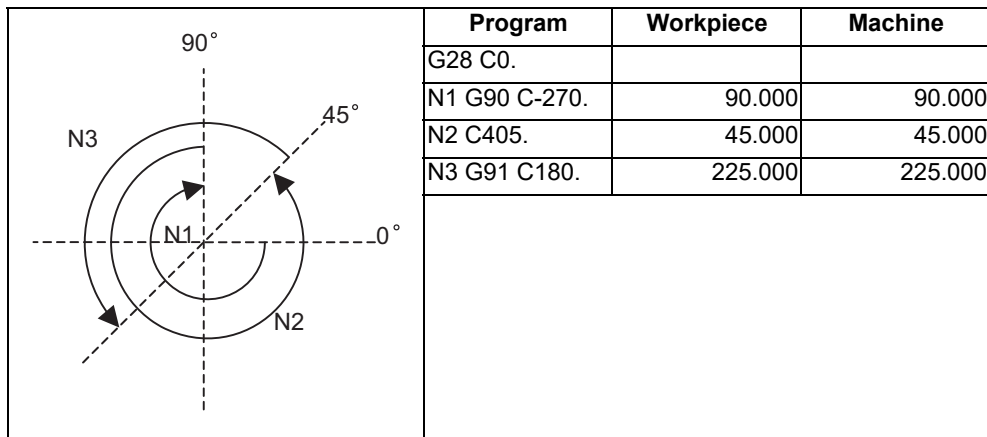 90°
45°
N3
N1
0°
N2
Program Workpiece Machine
G28 C0.
N1 G90 C-270. 90.000 90.000
N2 C405. 45.000 45.000
N3 G91 C180. 225.000 225.000